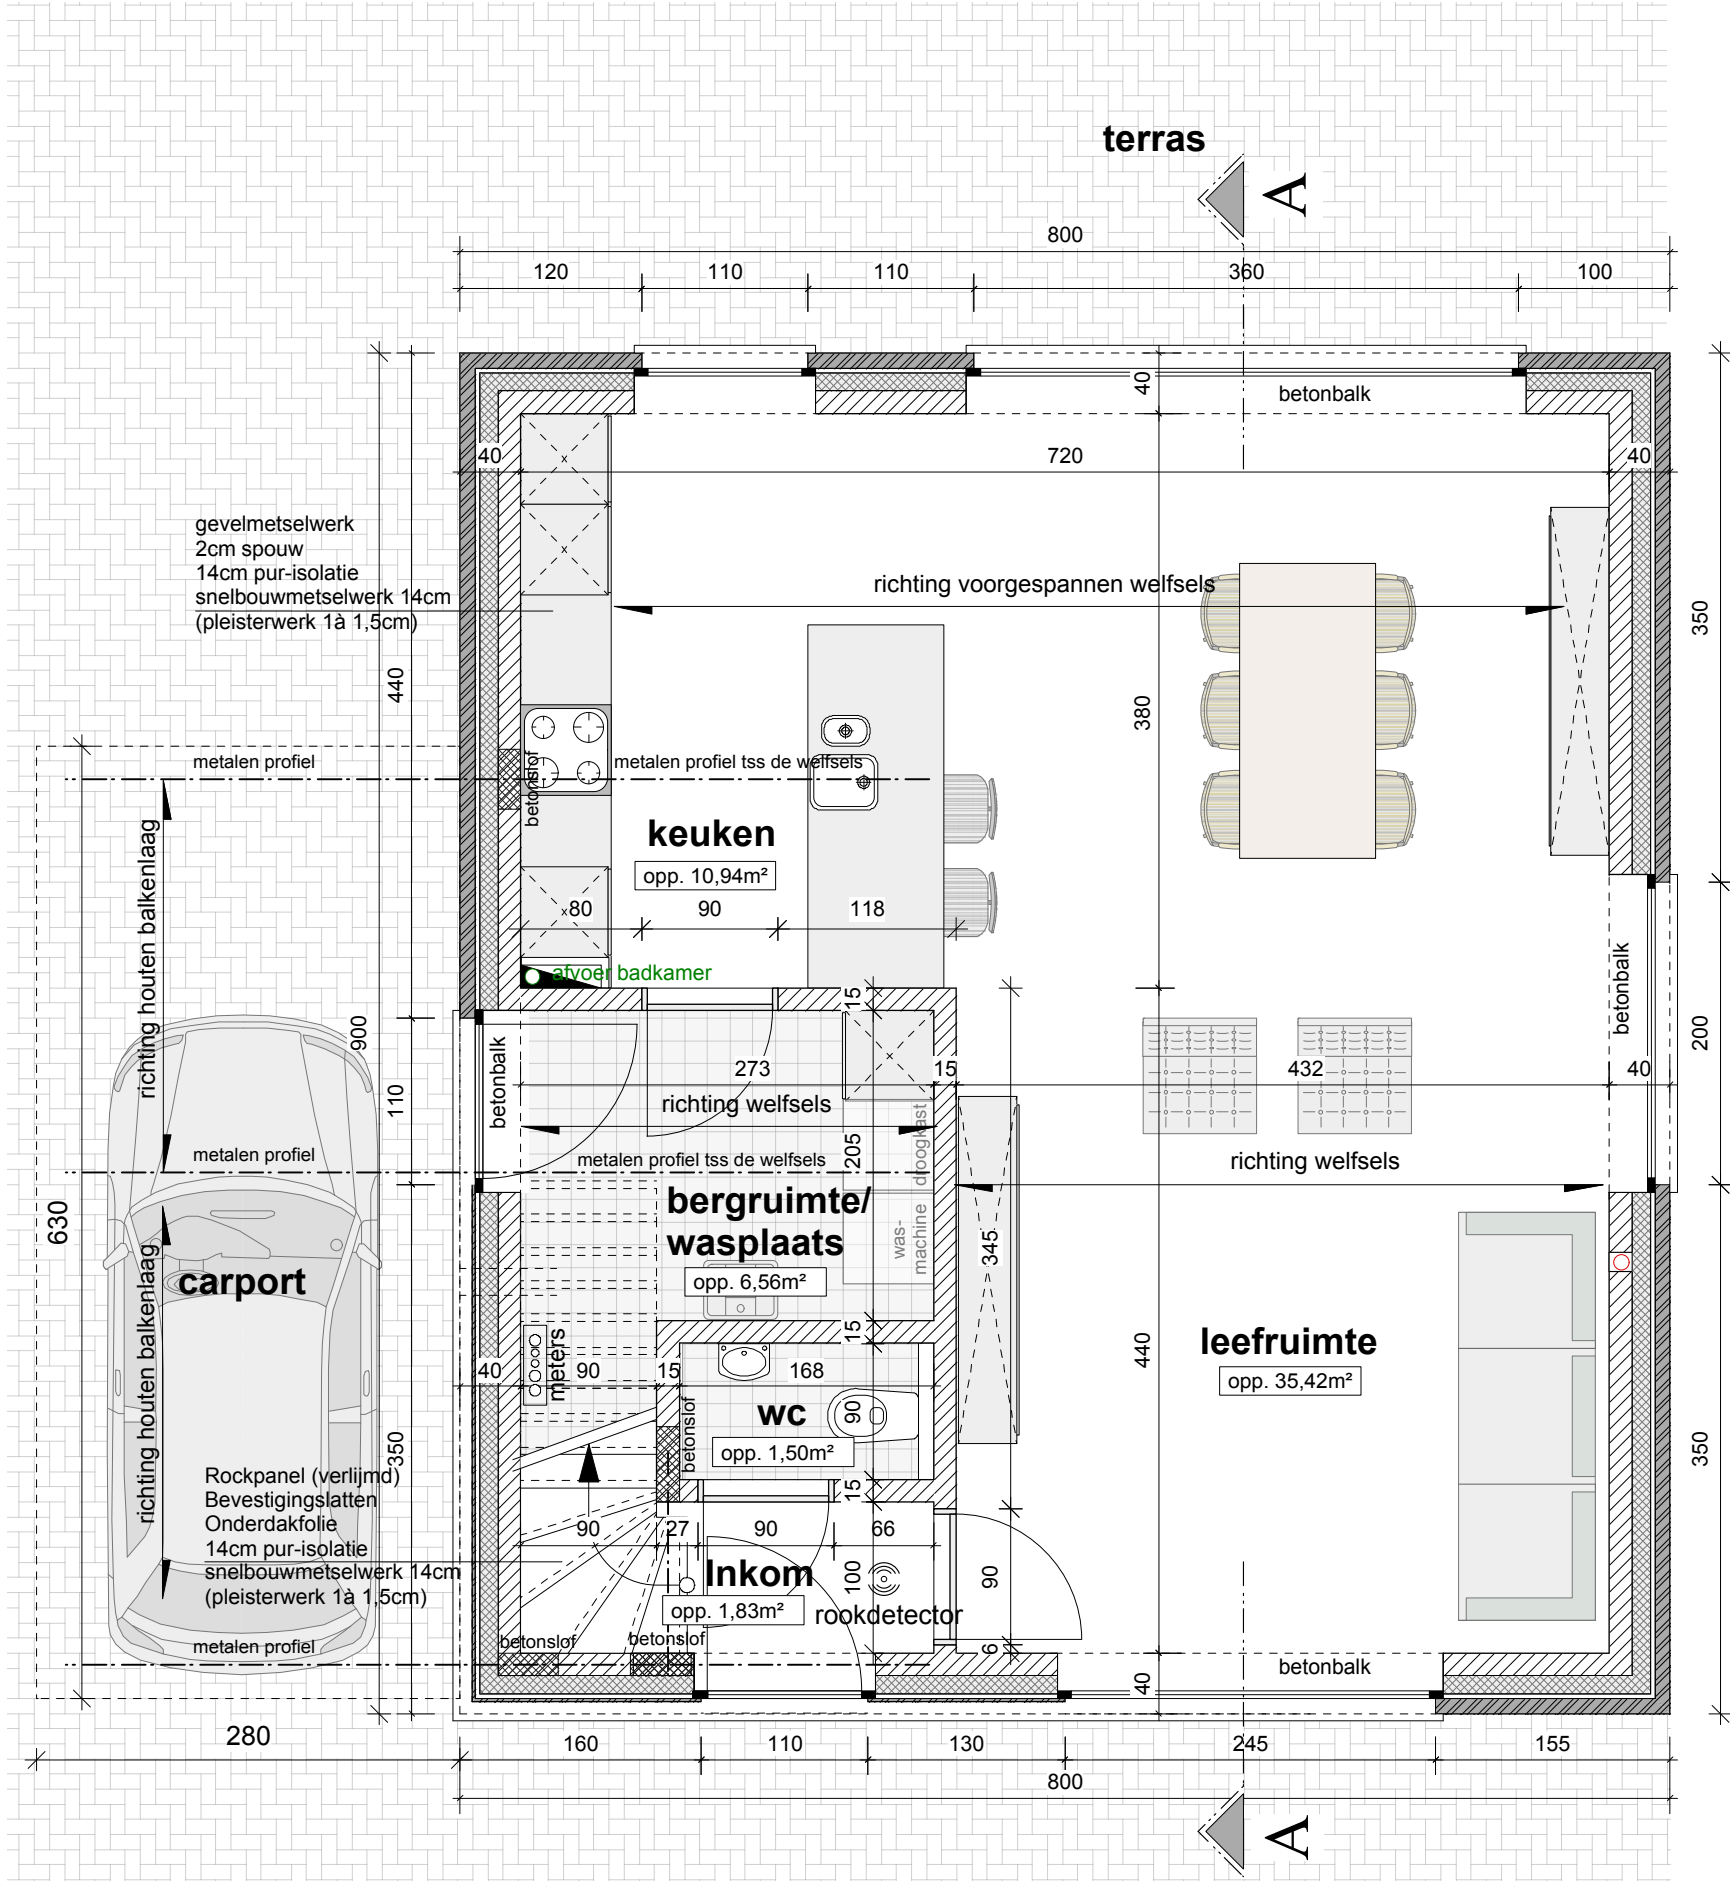 terras
A
800
120 110 110 360 100
40
betonbalk
40 720 40
gevelmetselwerk
2cm spouw
14cm pur-isolatie
snelbouwmetselwerk 14cm
(pleisterwerk 1à 1,5cm)
richting voorgespannen welfsels
350
440
380
metalen profiel
betonslof
metalen profiel tss de welfsels
richting houten balkenlaag
keuken
opp. 10,94m²
80 90 118
afvoer badkamer
15
900
betonbalk
200
betonbalk
110
273 15 432 40
richting welfsels
droogkast
205
metalen profiel
metalen profiel tss de welfsels
richting welfsels
630
bergruimte/
wasplaats
opp. 6,56m²
was-
machine
345
carport
richting houten balkenlaag
15
meters
440
leefruimte
opp. 35,42m²
40 90 15 168
wc
90
opp. 1,50m²
betonslof
350
350
Rockpanel (verlijmd)
Bevestigingslatten
Onderdakfolie
14cm pur-isolatie
snelbouwmetselwerk 14cm
(pleisterwerk 1à 1,5cm)
15
90 27 90 66
Inkom
100
90
opp. 1,83m²
rookdetector
metalen profiel
betonslof
betonslof
6
betonbalk
40
280
160 110 130 245 155
800
A